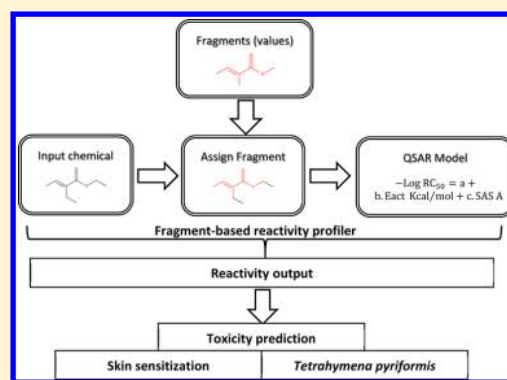 Fragments (values)
Input chemical
Assign Fragment
QSAR Model
−Log RC₅₀ = a +
b. Eact Kcal/mol + c. SAS A
Fragment-based reactivity profiler
Reactivity output
Toxicity prediction
Skin sensitization
Tetrahymena pyriformis